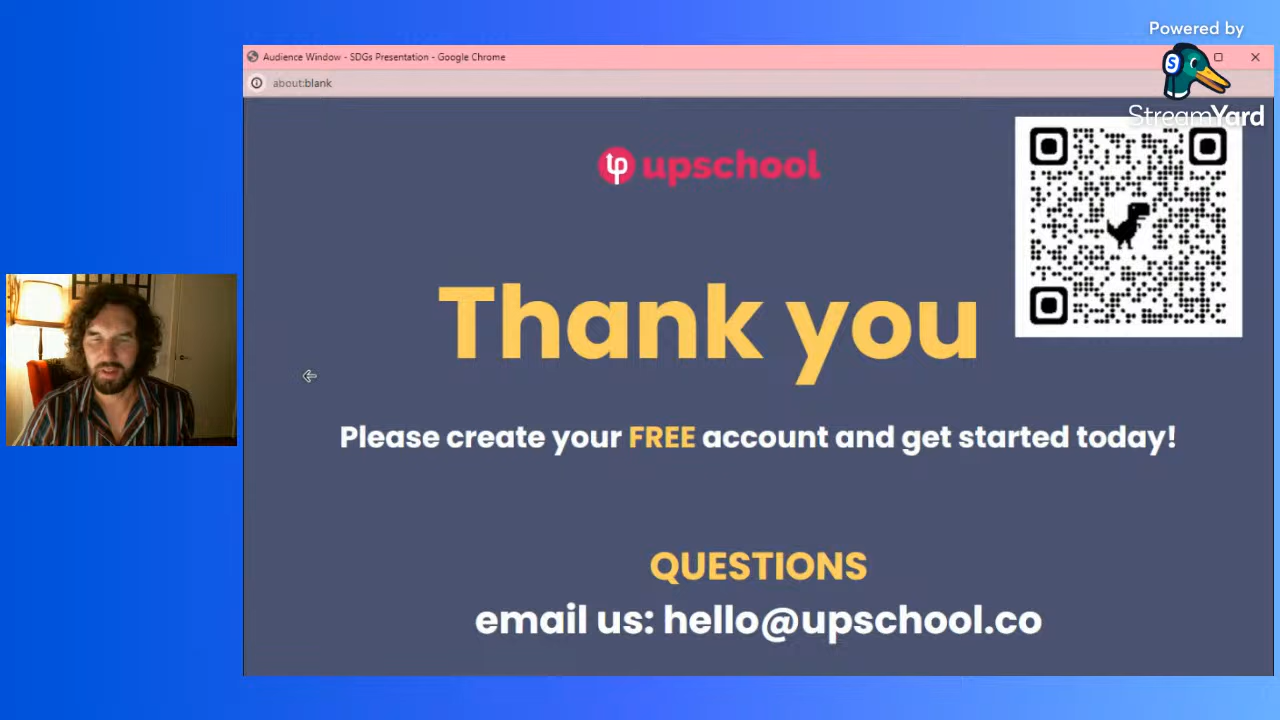 Powered by
StreamYard
Audience Window - SDGs Presentation - Google Chrome
about:blank
upschool
Thank you
Please create your FREE account and get started today!
QUESTIONS
email us: hello@upschool.co